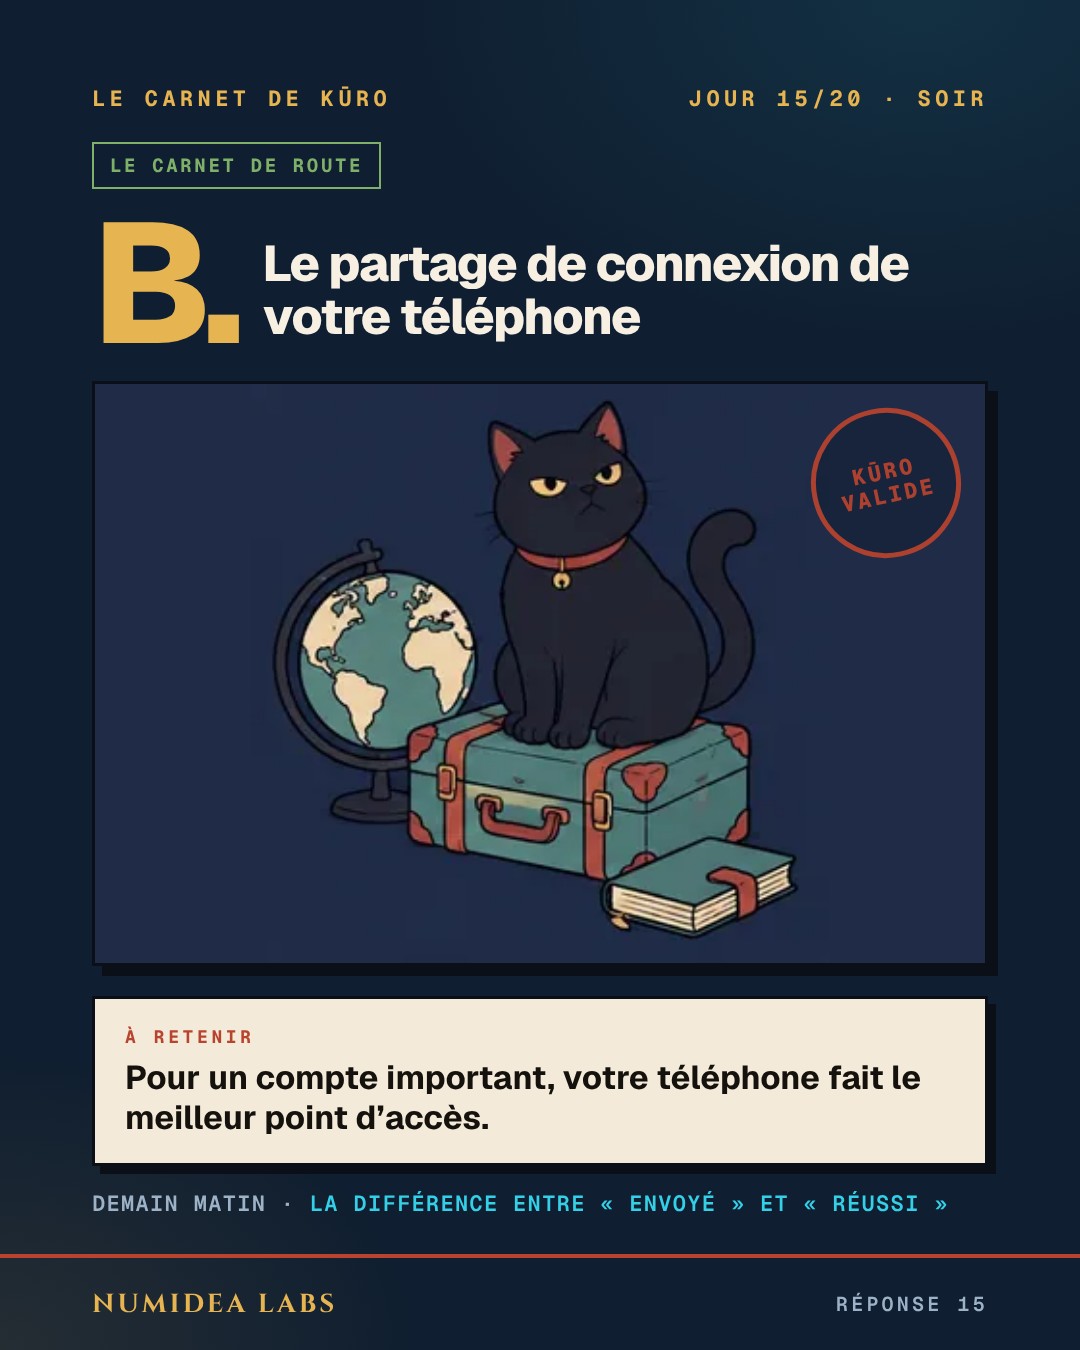 LE CARNET DE KŪRO
JOUR 15/20 · SOIR
LE CARNET DE ROUTE
B.
Le partage de connexion de
votre téléphone
KŪRO
VALIDE
À RETENIR
Pour un compte important, votre téléphone fait le
meilleur point d’accès.
DEMAIN MATIN · LA DIFFÉRENCE ENTRE « ENVOYÉ » ET « RÉUSSI »
NUMIDEA LABS
RÉPONSE 15